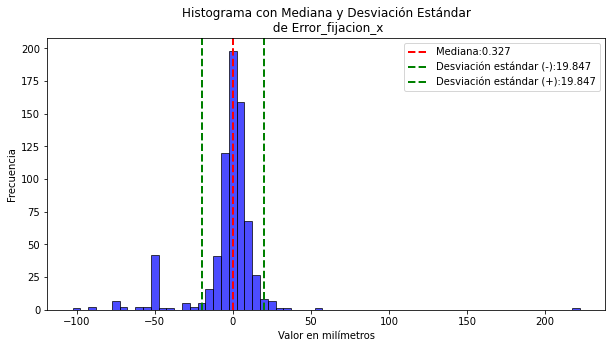 Histograma con Mediana y Desviación Estándar
de Error_fijacion_x
Mediana:0.327
Desviación estándar (-):19.847
Desviación estándar (+):19.847
Frecuencia
200
175
150
125
100
75
50
25
0
−100
−50
0
50
100
150
200
Valor en milímetros